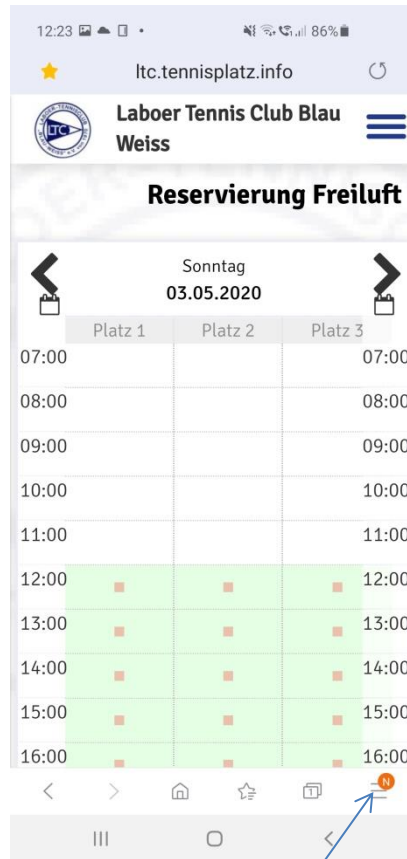 12:23
86%
ltc.tennisplatz.info
LTC
Laboer Tennis Club Blau
Weiss
Reservierung Freiluft
Sonntag
03.05.2020
Platz 1 Platz 2 Platz 3
07:00 07:00
08:00 08:00
09:00 09:00
10:00 10:00
11:00 11:00
12:00 12:00
13:00 13:00
14:00 14:00
15:00 15:00
16:00 16:00
1
N